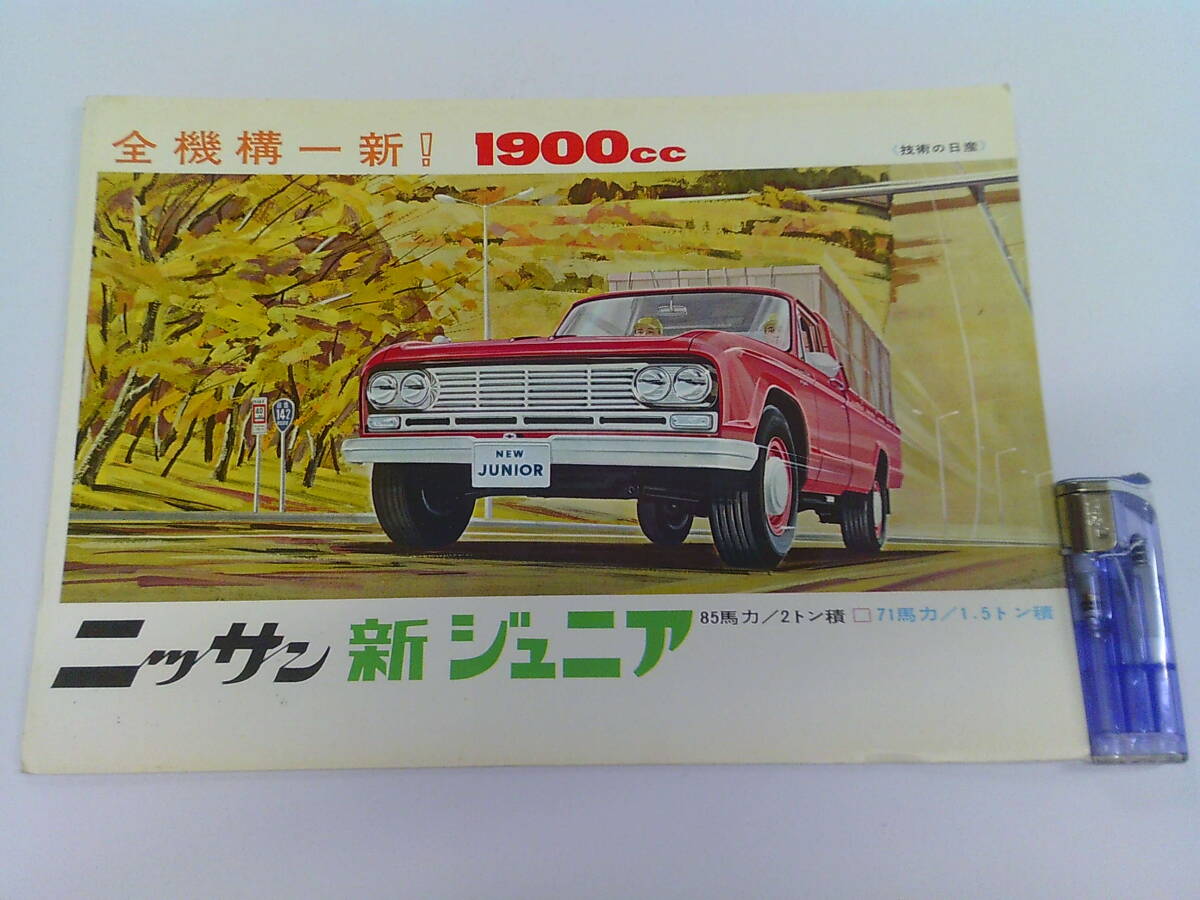 全機構一新! 1900cc
〈技術の日産〉
40
142
NEW
JUNIOR
ニッサン 新 ジュニア
85馬力/2トン積 □ 71馬力/1.5トン積